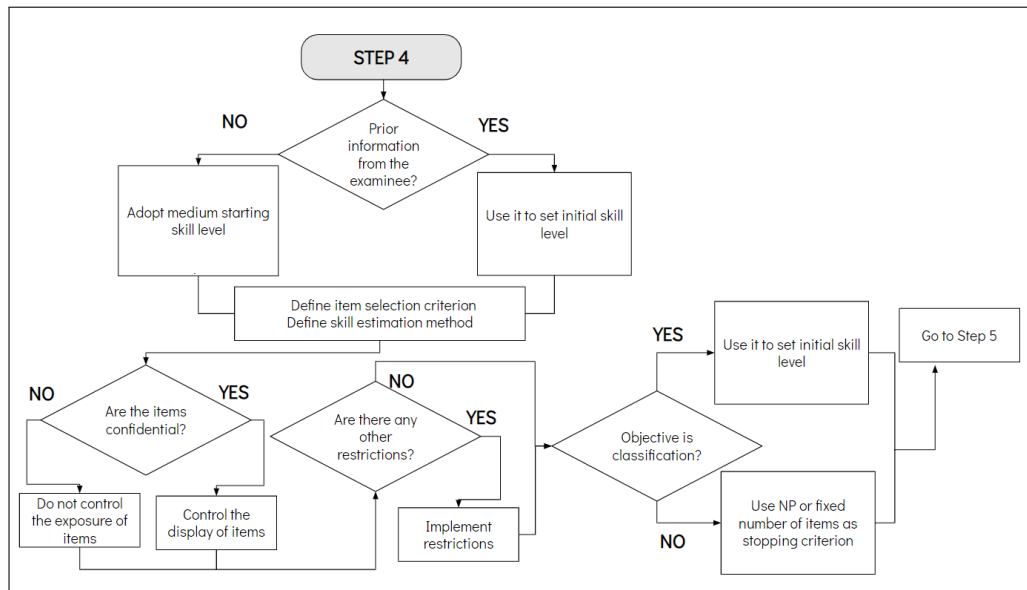 STEP 4
NO
YES
Prior
information
from the
examinee?
Adopt medium starting
skill level
Use it to set initial skill
level
Define item selection criterion
Define skill estimation method
NO
YES
Are the items
confidential?
Do not control
the exposure of
items
Control the
display of items
NO
YES
Are there any
other
restrictions?
Implement
restrictions
YES
Objective is
classification?
NO
Use it to set initial skill
level
Use NP or fixed
number of items as
stopping criterion
Go to Step 5